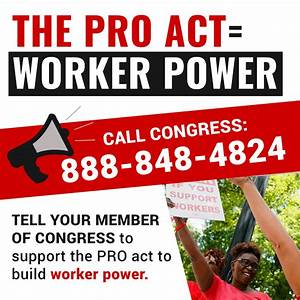 THE PRO ACT=
WORKER POWER
CALL CONGRESS:
888-848-4824
IF YOU
SUPPORT
WORKERS
TELL YOUR MEMBER
OF CONGRESS to
support the PRO act to
build worker power.